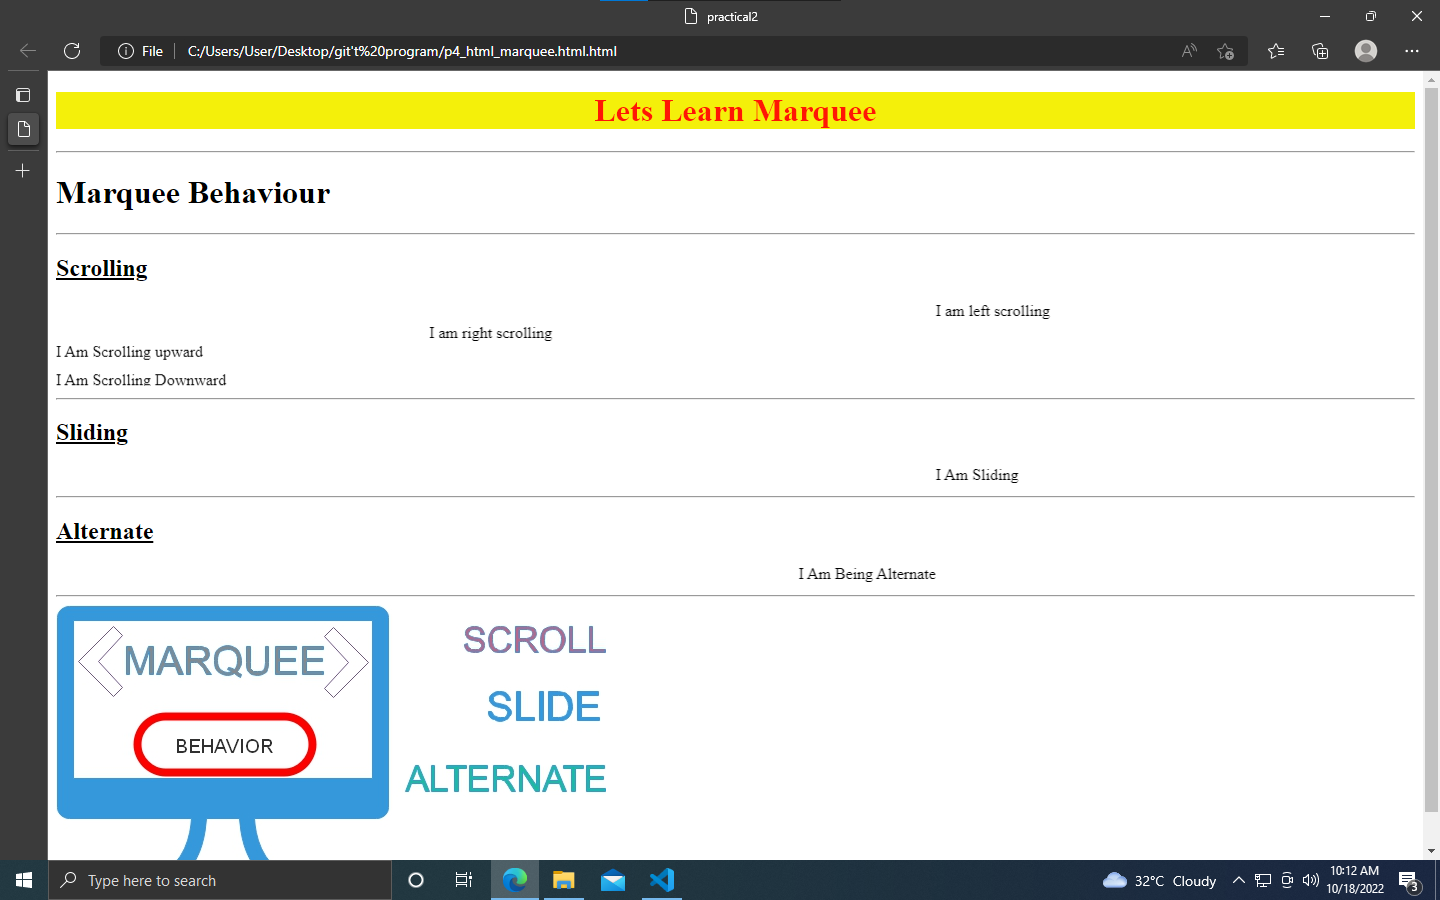 practical2
File
C:/Users/User/Desktop/git't%20program/p4_html_marquee.html.html
Lets Learn Marquee
Marquee Behaviour
Scrolling
I am left scrolling
I am right scrolling
I Am Scrolling upward
I Am Scrolling Downward
Sliding
I Am Sliding
Alternate
I Am Being Alternate
MARQUEE
BEHAVIOR
SCROLL
SLIDE
ALTERNATE
Type here to search
32°C Cloudy
10:12 AM
10/18/2022
3